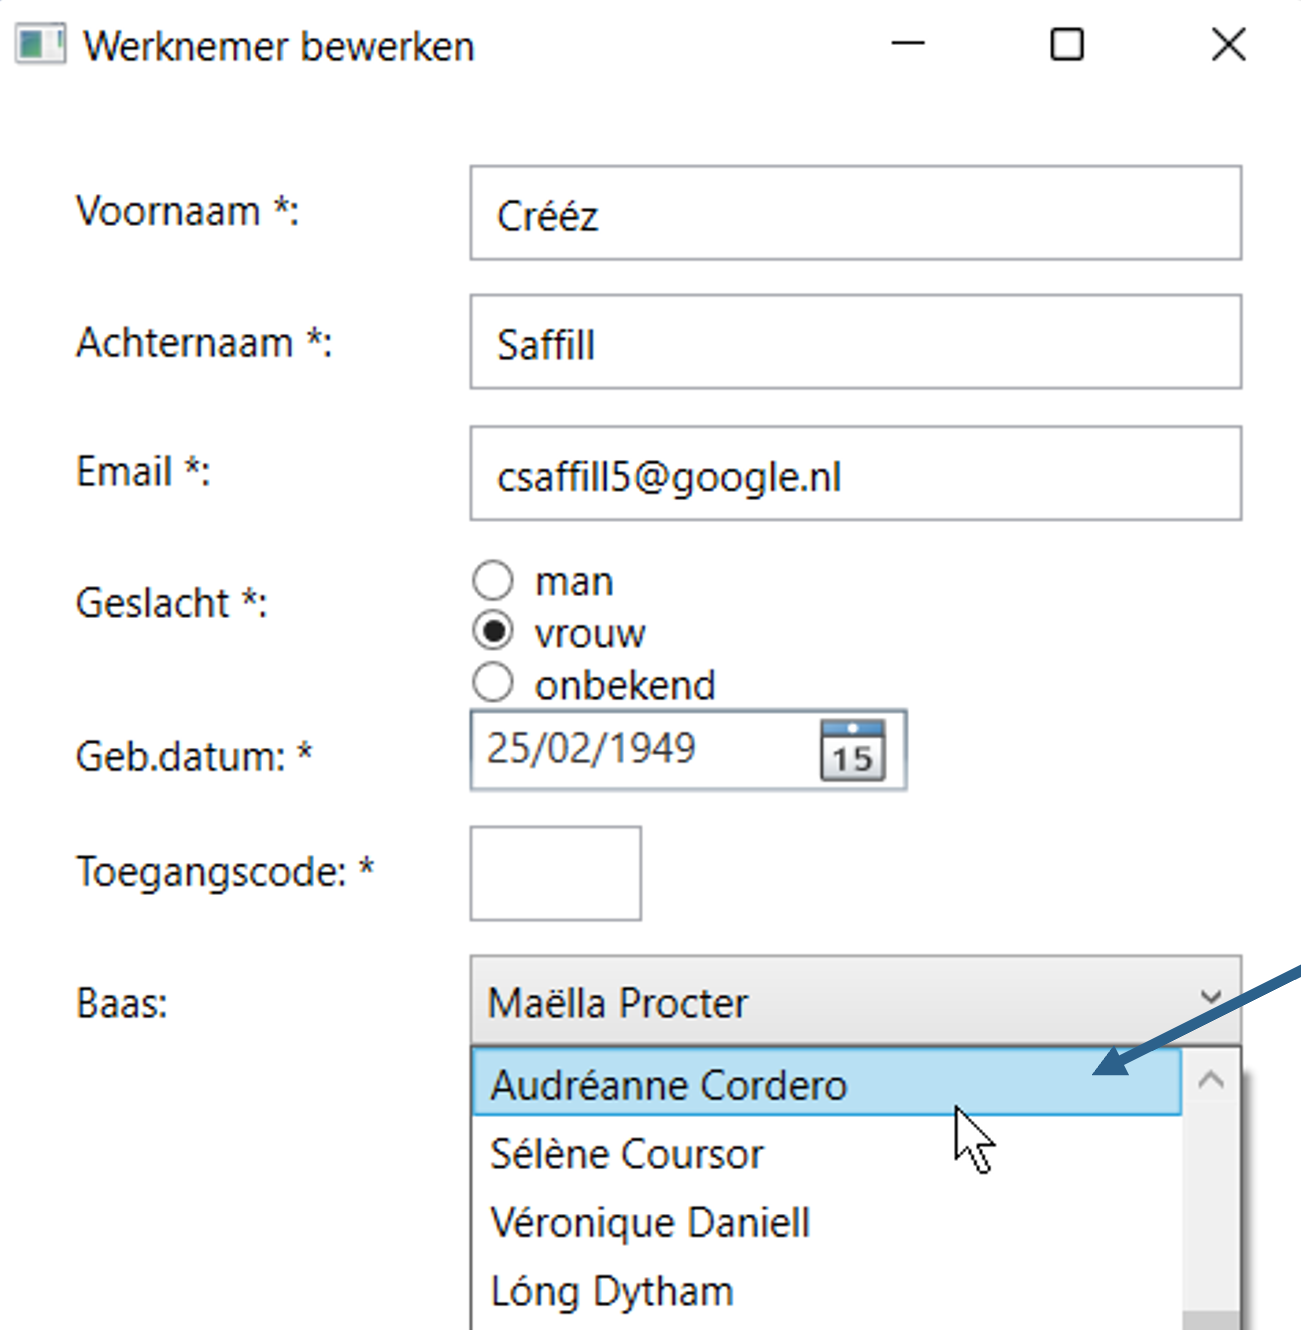 Werknemer bewerken
Voornaam *: Crééz
Achternaam *: Saffill
Email *: csaffill5@google.nl
Geslacht *: man
vrouw
onbekend
Geb.datum: * 25/02/1949 15
Toegangscode: *
Baas: Maëlla Procter
Audréanne Cordero
Sélène Coursor
Véronique Daniell
Lóng Dytham